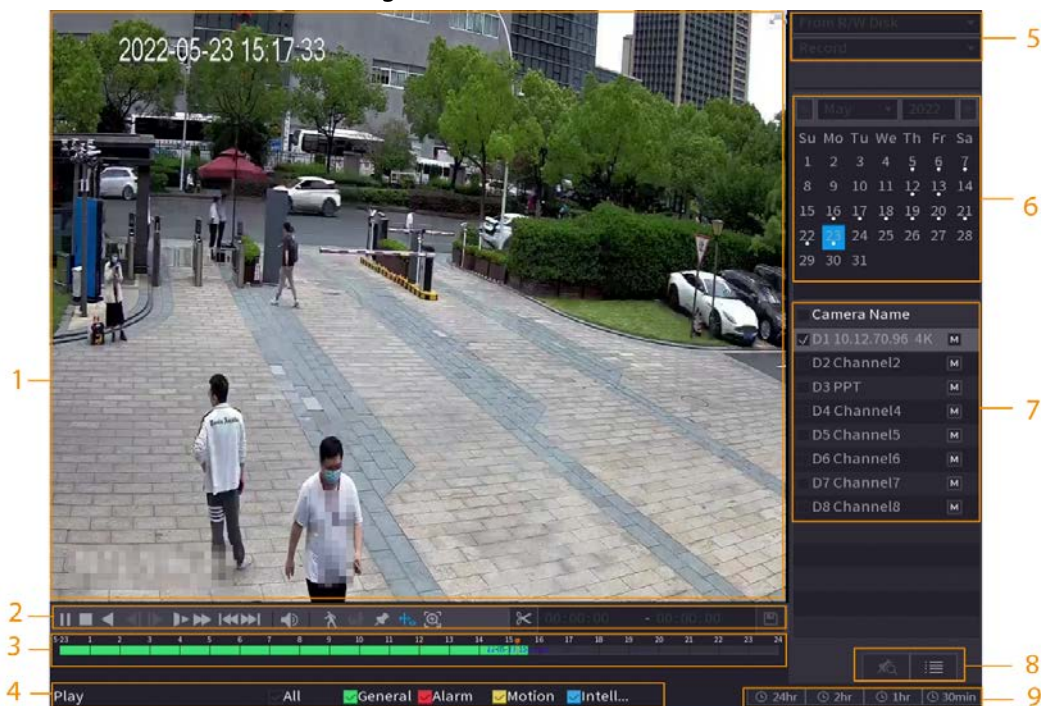 2022-05-23 15:17:33
From R/W Disk
Record
5
May 2022
Su Mo Tu We Th Fr Sa
1 2 3 4 5 6 7
8 9 10 11 12 13 14
15 16 17 18 19 20 21
22 23 24 25 26 27 28
29 30 31
6
Camera Name
D1 10.12.70.96 4K M
D2 Channel2 M
D3 PPT M
D4 Channel4 M
D5 Channel5 M
D6 Channel6 M
D7 Channel7 M
D8 Channel8 M
7
1
2
00:00:00 - 00:00:00
3
5-23 1 2 3 4 5 6 7 8 9 10 11 12 13 14 15 16 17 18 19 20 21 22 23 24
8
4
Play All General Alarm Motion Intell...
24hr 2hr 1hr 30min
9